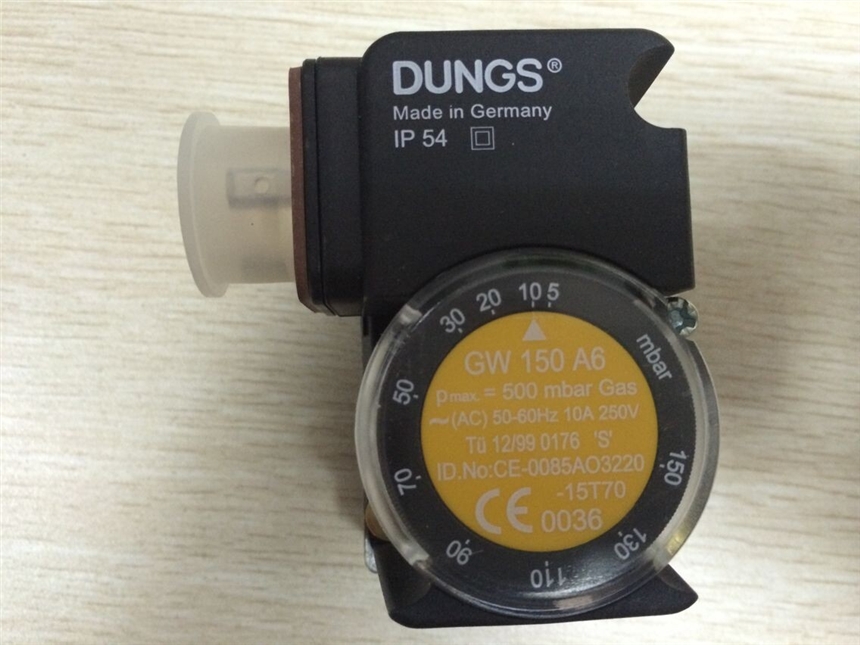 DUNGS®
Made in Germany
IP 54
5
10
20
30
50
70
90
110
130
150
mbar
GW 150 A6
pmax. = 500 mbar Gas
~(AC) 50-60Hz 10A 250V
Tü 12/99 0176 'S'
ID.No:CE-0085AO3220
-15T70
CE 0036